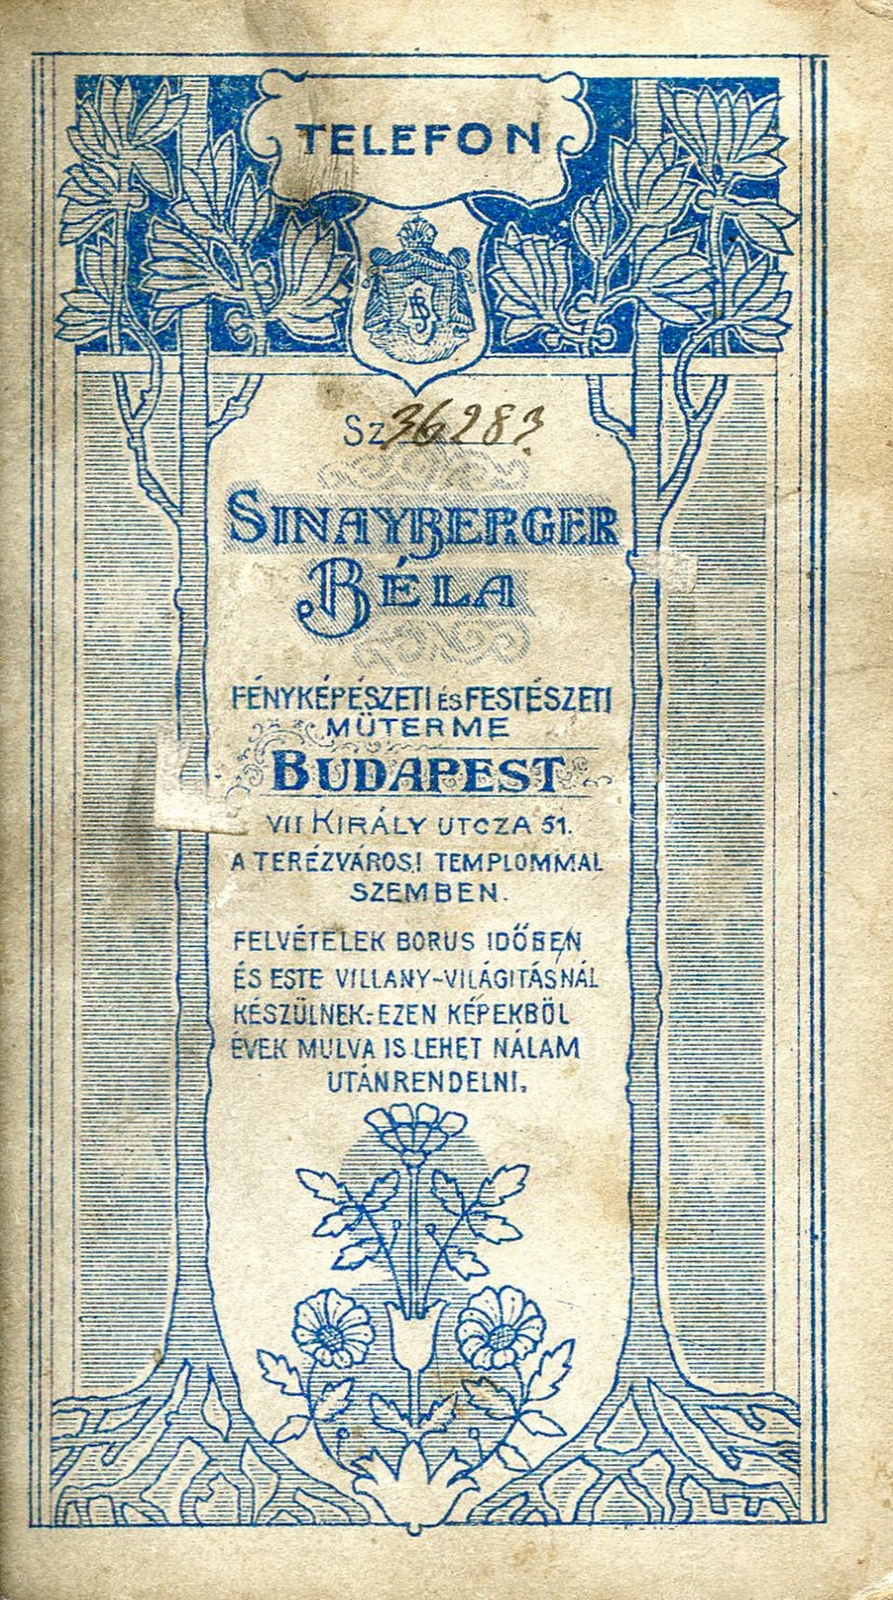 TELEFON
Sz 36283
SINAYBERGER
BÉLA
FÉNYKÉPÉSZETI ÉS FESTÉSZETI
MŰTERME
BUDAPEST
VII KIRÁLY UTCZA 51.
A TERÉZVÁROSI TEMPLOMMAL
SZEMBEN.
FELVÉTELEK BORUS IDŐBEN
ÉS ESTE VILLANY-VILÁGITÁSNÁL
KÉSZÜLNEK.-EZEN KÉPEKBŐL
ÉVEK MULVA IS LEHET NÁLAM
UTÁNRENDELNI.